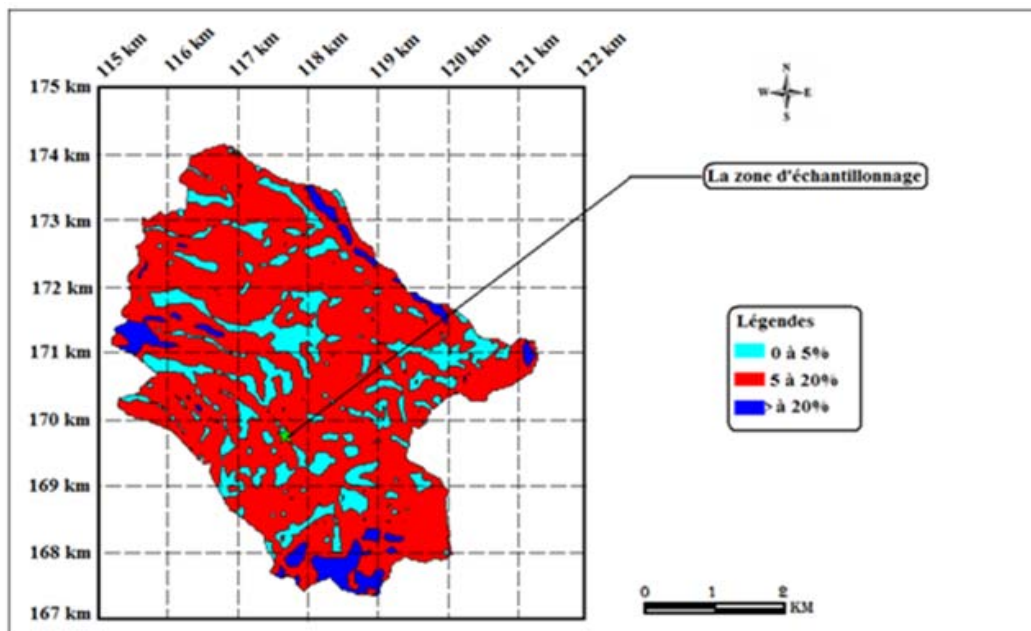 115 km
116 km
117 km
118 km
119 km
120 km
121 km
122 km
175 km
174 km
173 km
172 km
171 km
170 km
169 km
168 km
167 km
N
W E
S
La zone d'échantillonnage
Légendes
0 à 5%
5 à 20%
> à 20%
0 1 2
KM